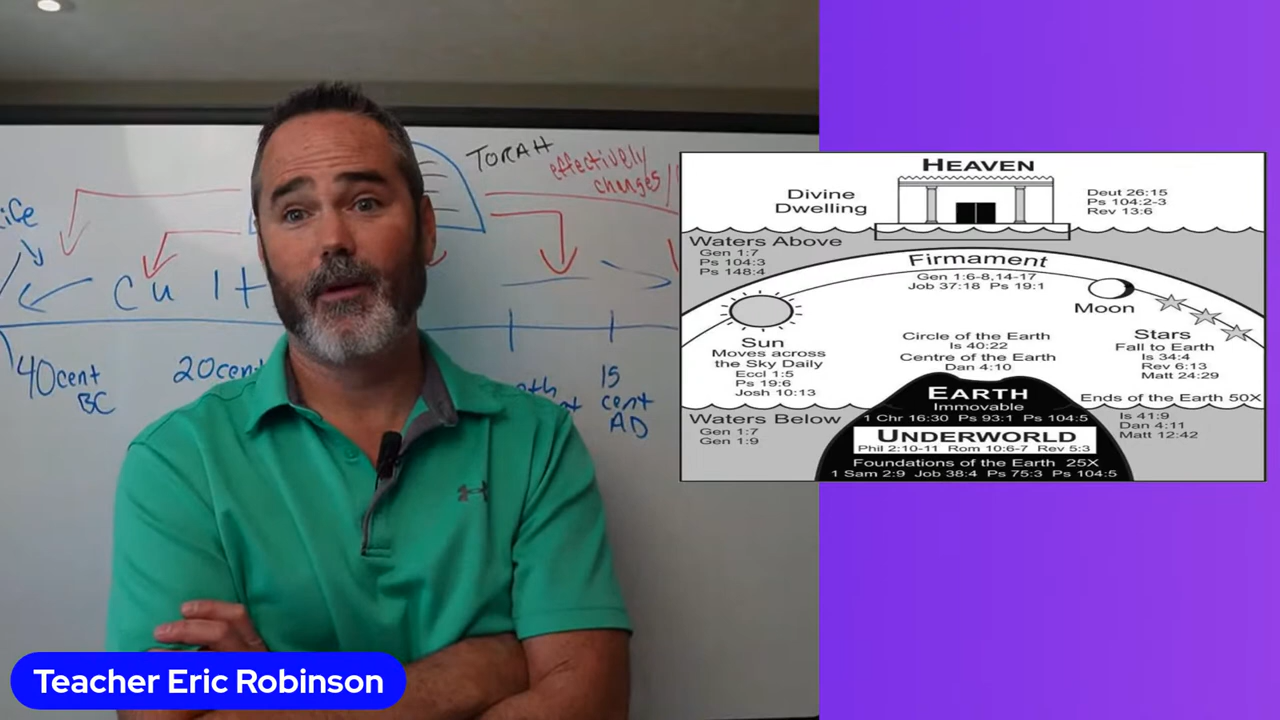 TORAH
effectively
changes/
Cult
40cent
BC
20cent
15
cent
AD
Teacher Eric Robinson
HEAVEN
Divine
Dwelling
Deut 26:15
Ps 104:2-3
Rev 13:6
Waters Above
Gen 1:7
Ps 104:3
Ps 148:4
Firmament
Gen 1:6-8,14-17
Job 37:18 Ps 19:1
Moon
Sun
Moves across
the Sky Daily
Eccl 1:5
Ps 19:6
Josh 10:13
Circle of the Earth
Is 40:22
Centre of the Earth
Dan 4:10
Stars
Fall to Earth
Is 34:4
Rev 6:13
Matt 24:29
EARTH
Immovable
1 Chr 16:30 Ps 93:1 Ps 104:5
Ends of the Earth 50X
Is 41:9
Dan 4:11
Matt 12:42
Waters Below
Gen 1:7
Gen 1:9
UNDERWORLD
Phil 2:10-11 Rom 10:6-7 Rev 5:3
Foundations of the Earth 25X
1 Sam 2:9 Job 38:4 Ps 75:3 Ps 104:5